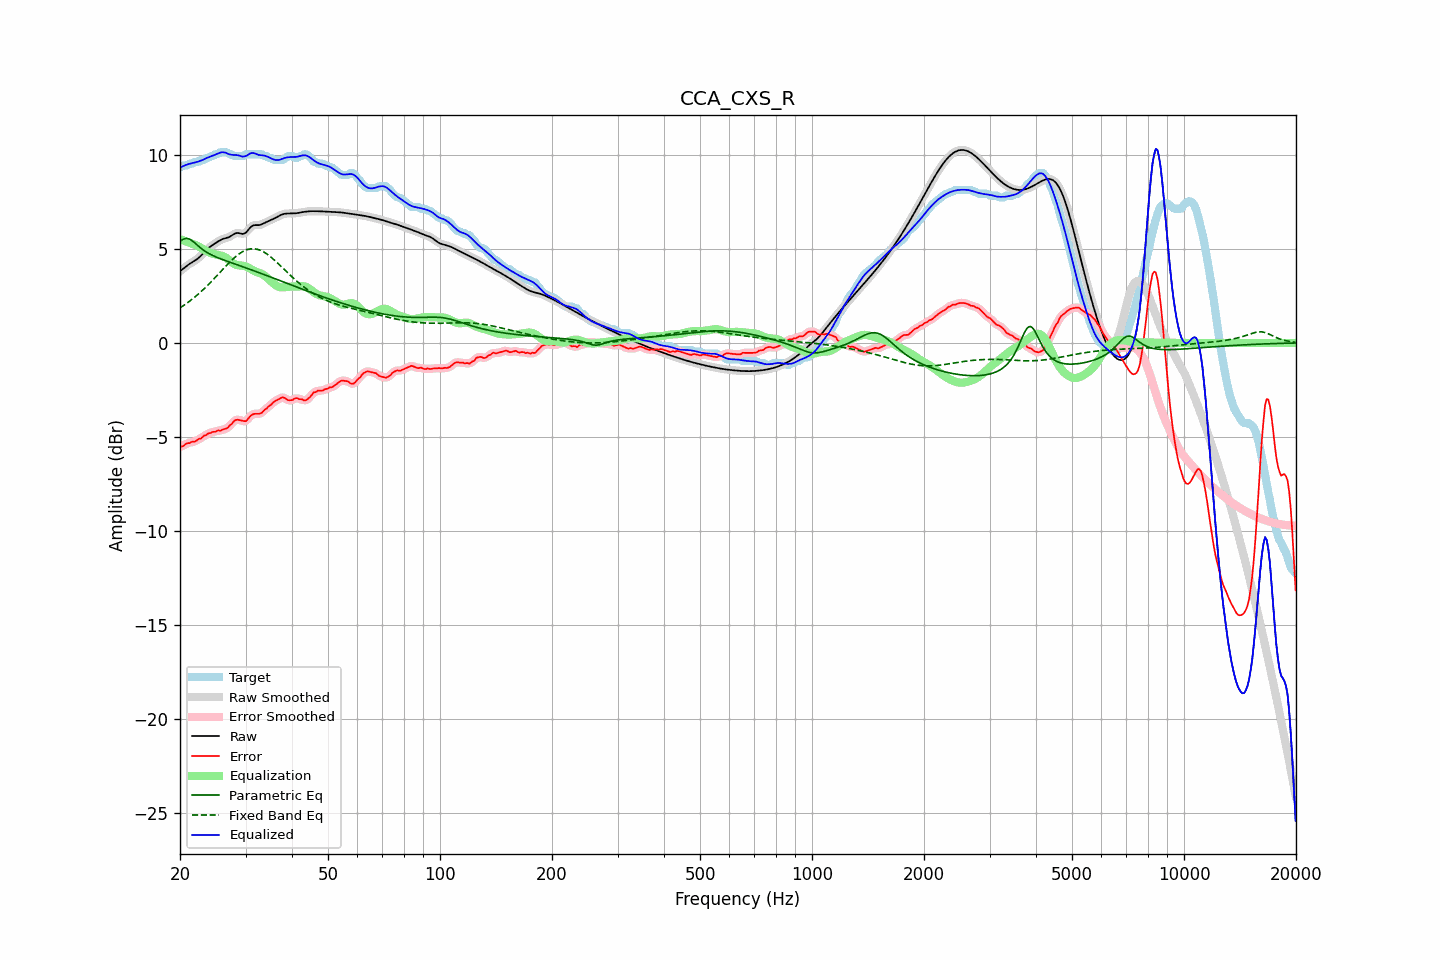 CCA_CXS_R
10
5
0
−5
−10
−15
−20
−25
Amplitude (dBr)
Target
Raw Smoothed
Error Smoothed
Raw
Error
Equalization
Parametric Eq
Fixed Band Eq
Equalized
20 50 100 200 500 1000 2000 5000 10000 20000
Frequency (Hz)